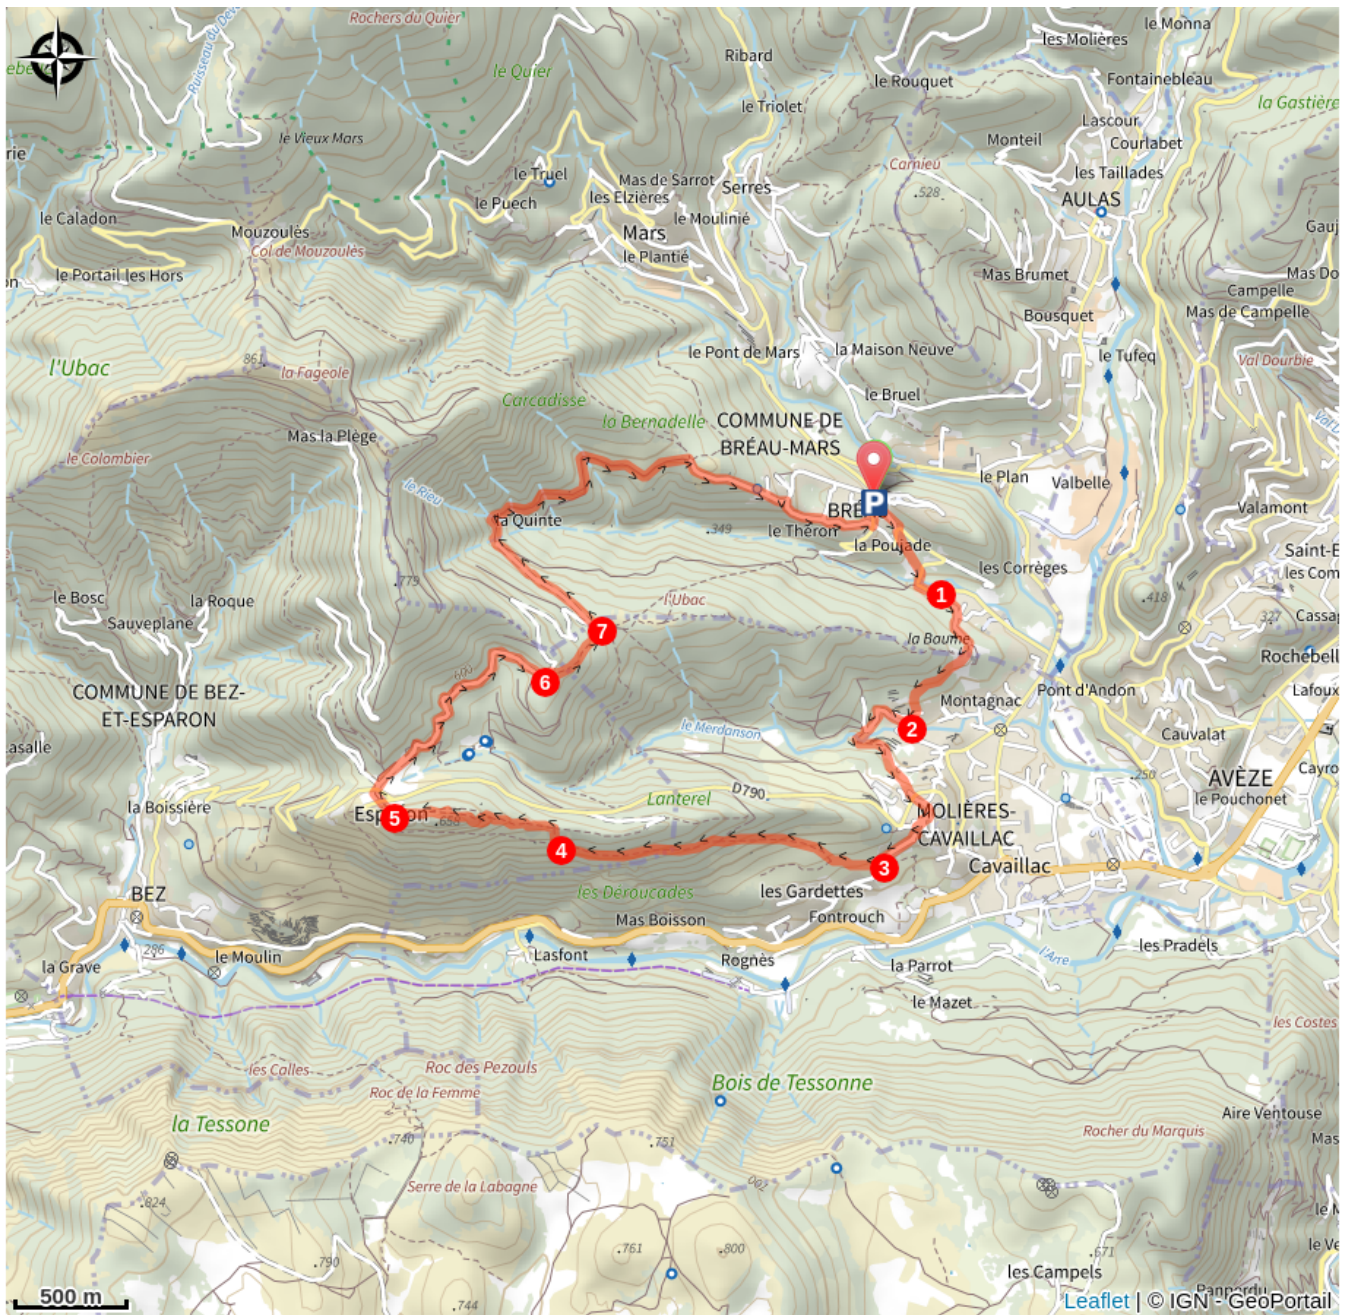 Rochers du Quier
le Monna
les Molières
Ribard
le Quier
le Rouquet
Fontainebleau
la Gastière
le Triolet
Lascour
le Vieux Mars
Monteil
Courlabet
Carnieu
les Taillades
le Truel
Mas de Sarrot
Serres
.528
AULAS
le Puech
les Elzières
le Caladon
le Moulinié
Mouzoulès
Mars
Col de Mouzoulès
le Plantié
le Portail les Hors
Mas Brumet
Campelle
Mas de Campelle
Bousquet
le Pont de Mars
la Maison Neuve
le Tufeq
Val Dourbie
861
l'Ubac
la Fageole
le Bruel
Carcadisse
la Bernadelle
COMMUNE DE
BRÉAU-MARS
Mas la Plège
le Colombier
le Plan
Valbelle
le Rieu
P
Valamont
la Quinte
.349
le Théron
la Poujade
les Corrèges
.779
le Bosc
la Roque
1
l'Ubac
.418
327
Sauveplane
7
la Baume
600
6
COMMUNE DE BEZ-
ET-ESPARON
Pont d'Andon
Montagnac
le Merdanson
2
Cauvalat
.250
AVÈZE
le Pouchonet
D790
Lanterel
la Boissière
5
MOLIÈRES-
CAVAILLAC
4
3
Cavaillac
BEZ
les Déroucades
les Gardettes
Mas Boisson
Fontrouch
286
le Moulin
Lasfont
Rognès
l'Arre
les Pradels
la Grave
la Parrot
le Mazet
les Costes
les Calles
Roc des Pezouls
Roc de la Femme
Bois de Tessonne
la Tessone
Aire Ventouse
Rocher du Marquis
.740
.751
Serre de la Labagne
.824
.761
.800
.790
.671
les Campels
.744
500 m
Leaflet | © IGN - GeoPortail